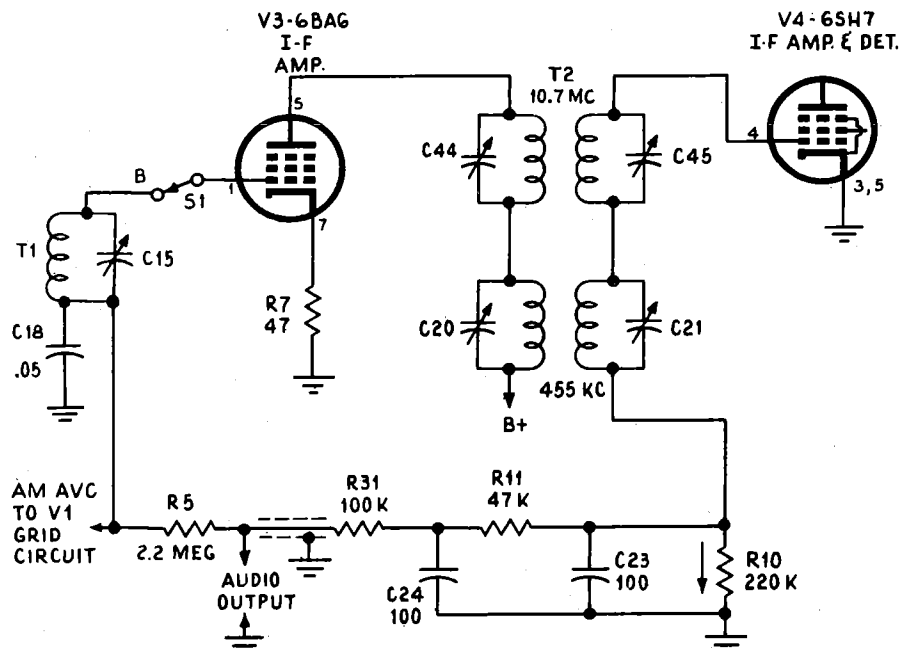 V3-6BA6
I-F
AMP.
V4-6SH7
I-F AMP. & DET.
T2
10.7 MC
5
C44
C45
4
B
S1
1
3,5
7
T1
C15
R7
47
C20
C21
C18
.05
455 KC
B+
AM AVC
TO V1
GRID
CIRCUIT
R5
2.2 MEG
R31
100 K
R11
47 K
AUDIO
OUTPUT
C24
100
C23
100
R10
220 K